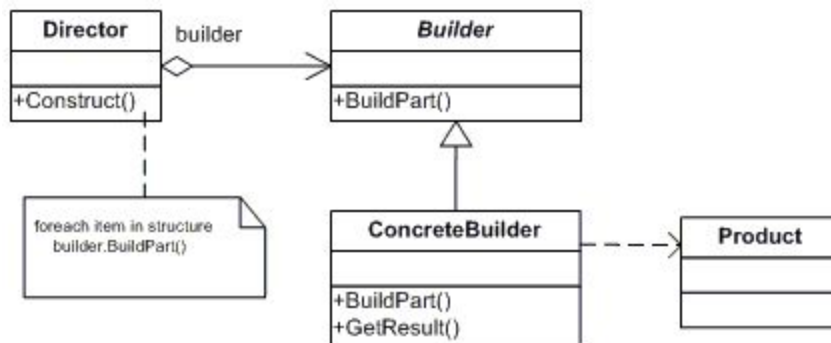 Director
builder
Builder
+Construct()
+BuildPart()
foreach item in structure
builder.BuildPart()
ConcreteBuilder
Product
+BuildPart()
+GetResult()